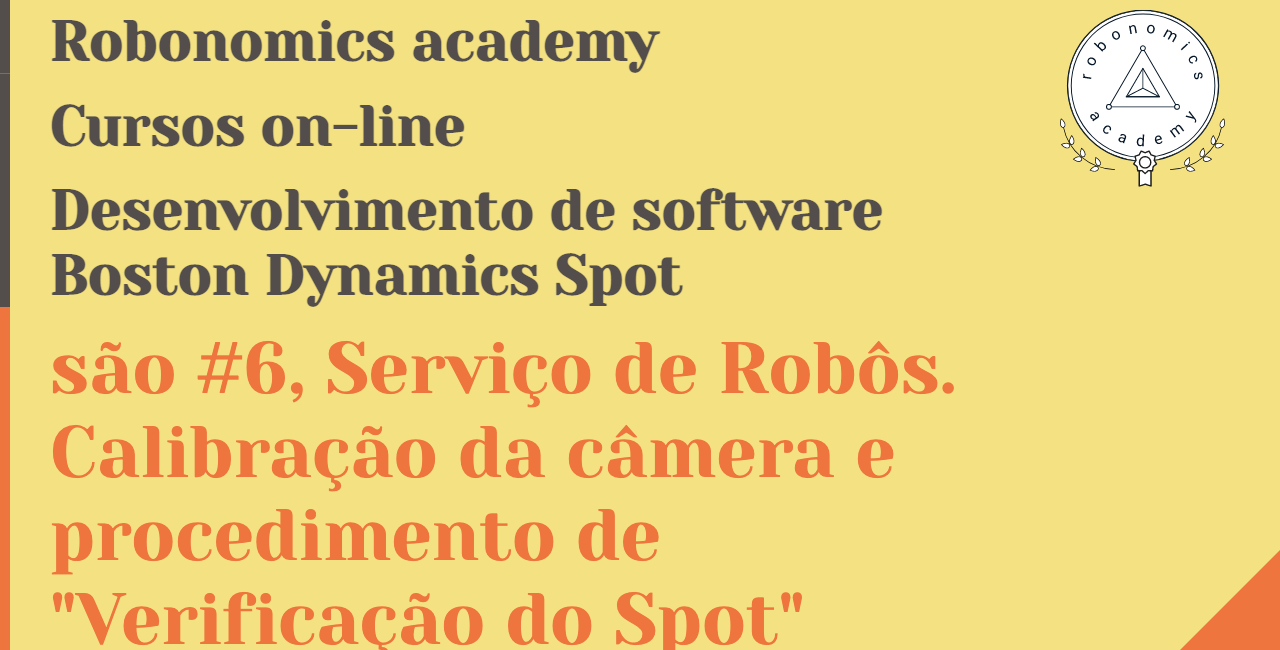 Robonomics academy
Cursos on-line
Desenvolvimento de software
Boston Dynamics Spot
são #6, Serviço de Robôs.
Calibração da câmera e
procedimento de
"Verificação do Spot"
robonomics
academy